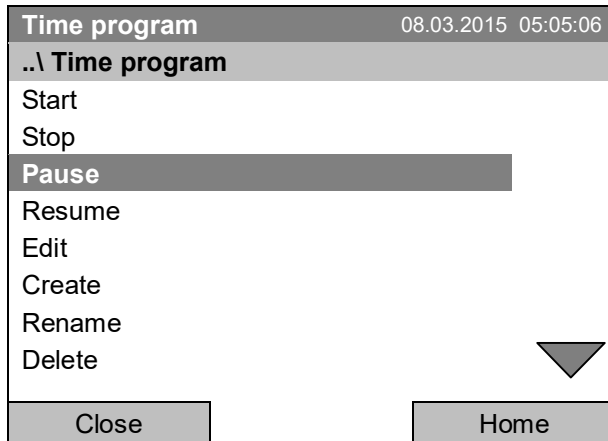 Time program 08.03.2015 05:05:06
..\ Time program
Start
Stop
Pause
Resume
Edit
Create
Rename
Delete
Close Home